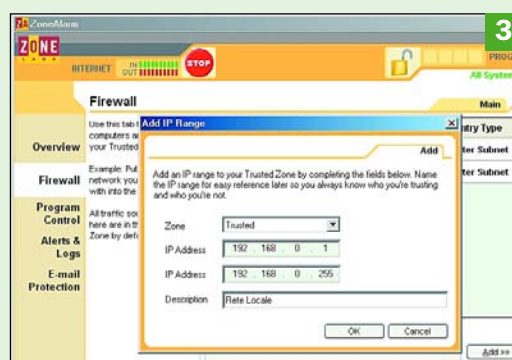 ZA ZoneAlarm
3
ZONE
LABS
INTERNET
IN
OUT
STOP
PROG
All System
Firewall
Main
Use this tab t
computers a
your Trusted
Example: Put
network you
with into the
All traffic sou
here are in th
Zone by defa
Overview
Firewall
Program
Control
Alerts &
Logs
E-mail
Protection
Add IP Range
Add
Add an IP range to your Trusted Zone by completing the fields below. Name
the IP range for easy reference later so you always know who you're trusting
and who you're not.
Zone
Trusted
IP Address
192 . 168 . 0 . 1
IP Address
192 . 168 . 0 . 255
Description
Rete Locale
OK
Cancel
ntry Type
ter Subnet
ter Subnet
Add >>